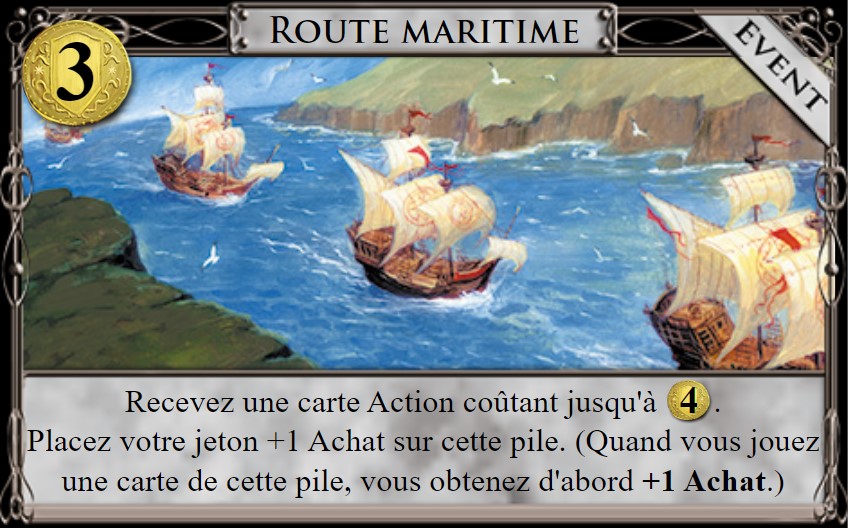 ROUTE MARITIME
3
EVENT
Recevez une carte Action coûtant jusqu'à 4.
Placez votre jeton +1 Achat sur cette pile. (Quand vous jouez
une carte de cette pile, vous obtenez d'abord +1 Achat.)